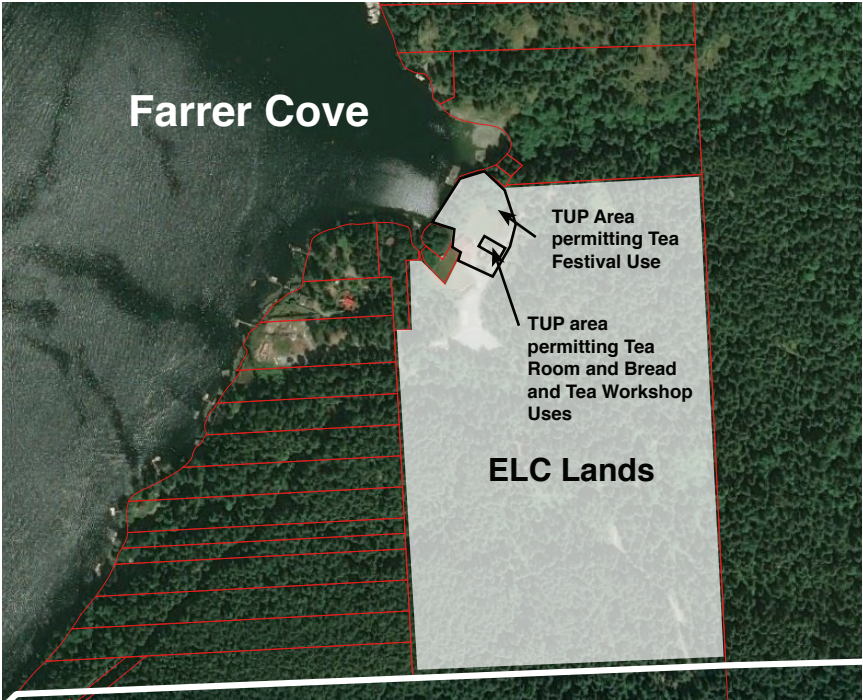 Farrer Cove
TUP Area
permitting Tea
Festival Use
TUP area
permitting Tea
Room and Bread
and Tea Workshop
Uses
ELC Lands